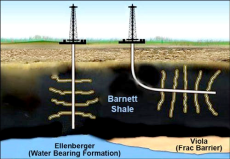 Barnett
Shale
Ellenberger
(Water Bearing Formation)
Viola
(Frac Barrier)